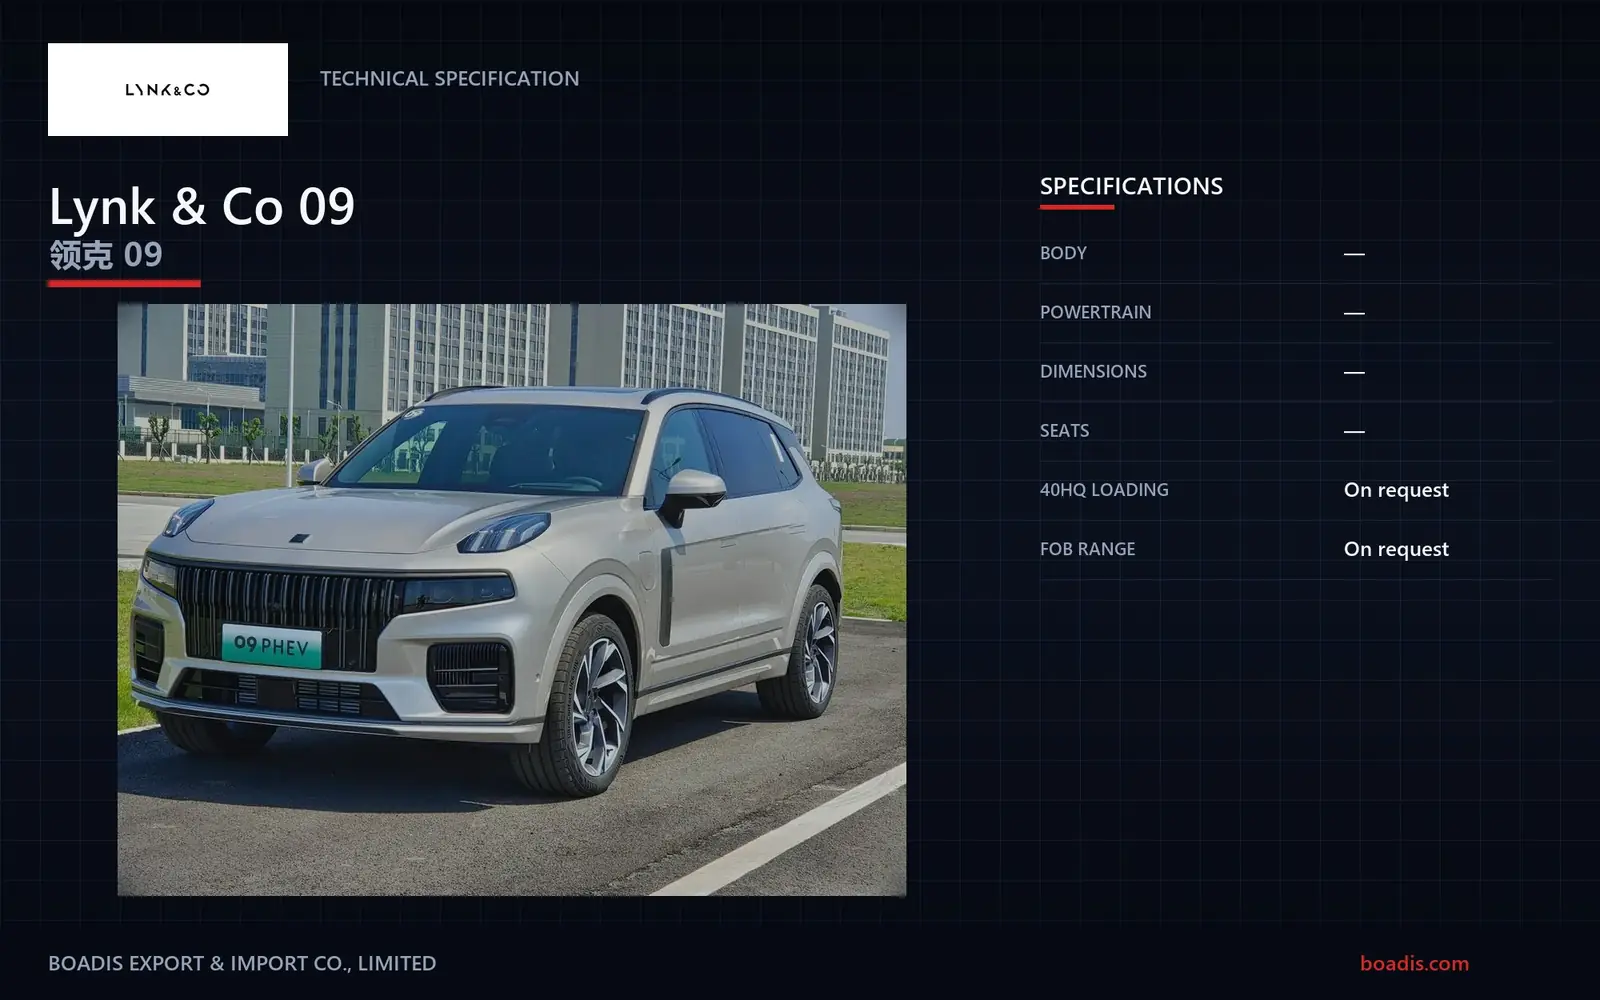 LYNK&CO
TECHNICAL SPECIFICATION
Lynk & Co 09
领克 09
09 PHEV
SPECIFICATIONS
BODY —
POWERTRAIN —
DIMENSIONS —
SEATS —
40HQ LOADING On request
FOB RANGE On request
BOADIS EXPORT & IMPORT CO., LIMITED
boadis.com